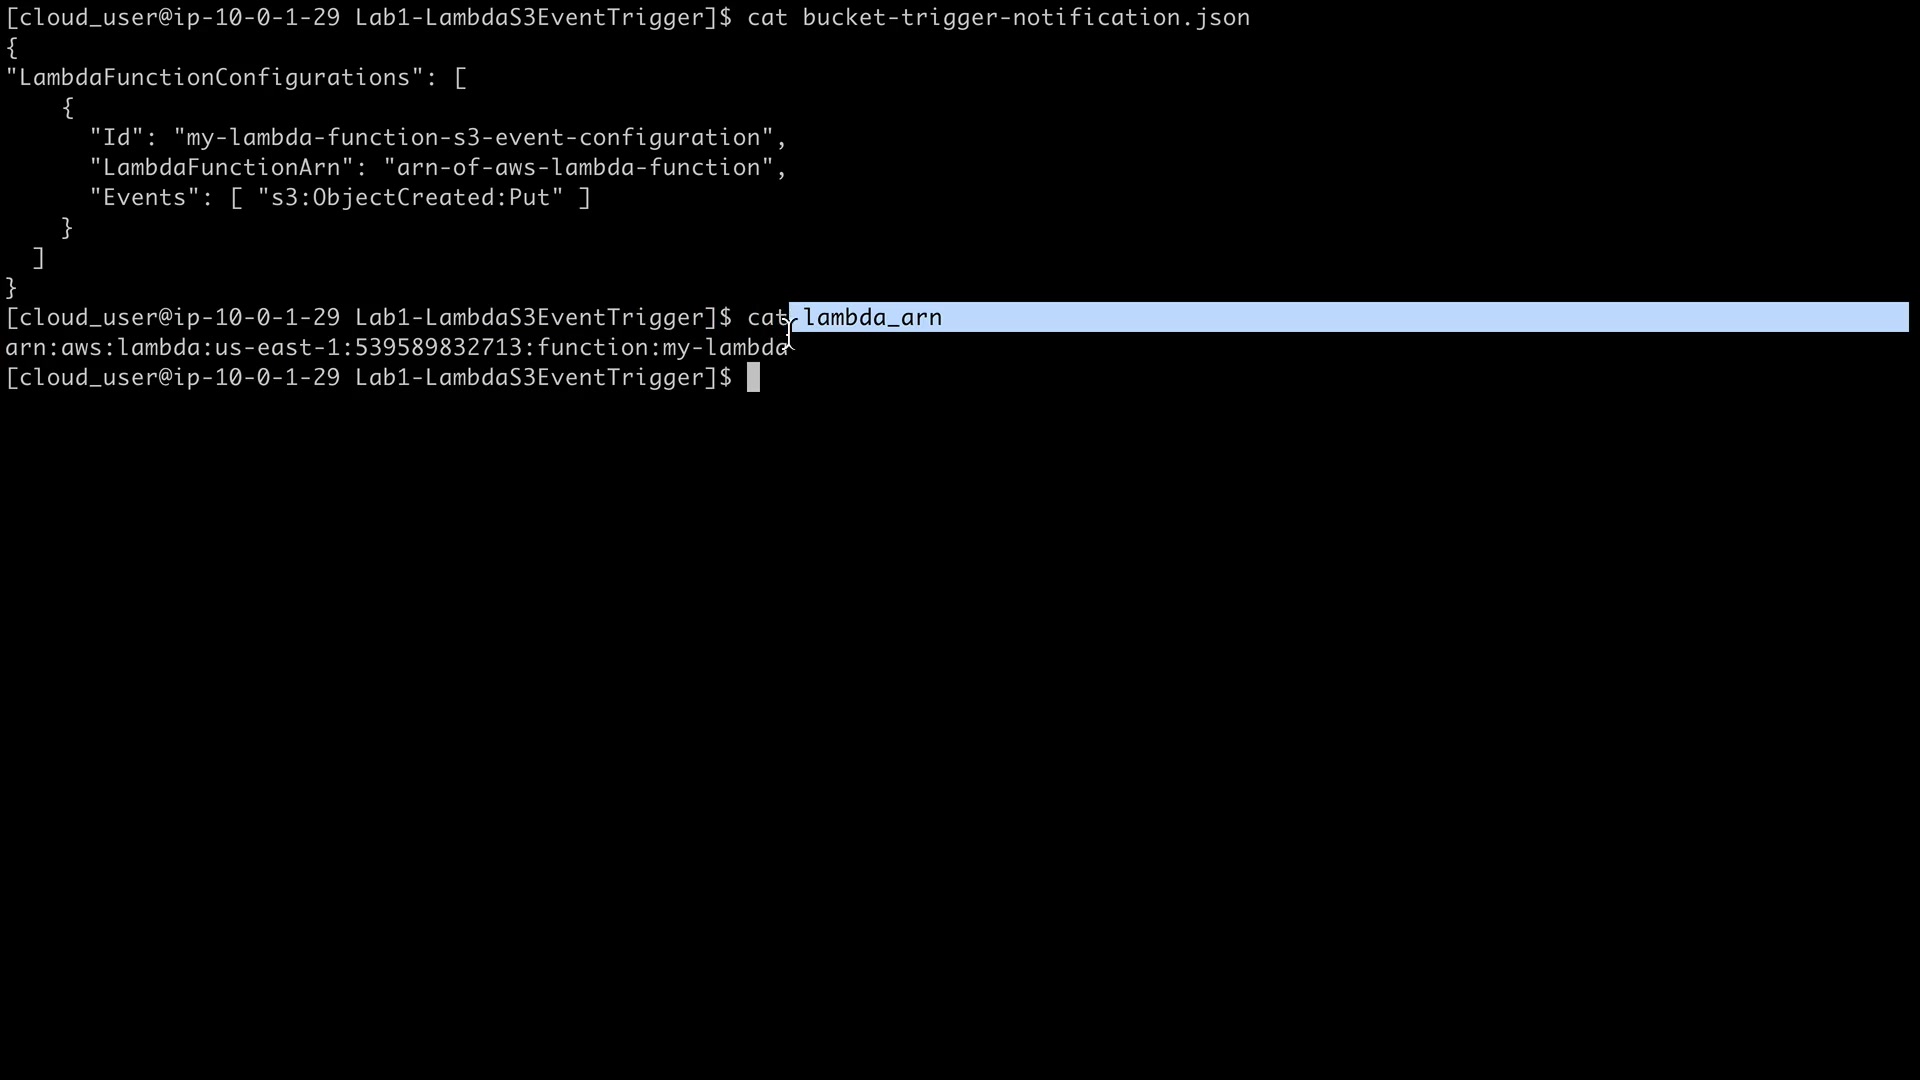 [cloud_user@ip-10-0-1-29 Lab1-LambdaS3EventTrigger]$ cat bucket-trigger-notification.json
{
"LambdaFunctionConfigurations": [
    {
      "Id": "my-lambda-function-s3-event-configuration",
      "LambdaFunctionArn": "arn-of-aws-lambda-function",
      "Events": [ "s3:ObjectCreated:Put" ]
    }
  ]
}
[cloud_user@ip-10-0-1-29 Lab1-LambdaS3EventTrigger]$ cat lambda_arn
arn:aws:lambda:us-east-1:539589832713:function:my-lambda
[cloud_user@ip-10-0-1-29 Lab1-LambdaS3EventTrigger]$